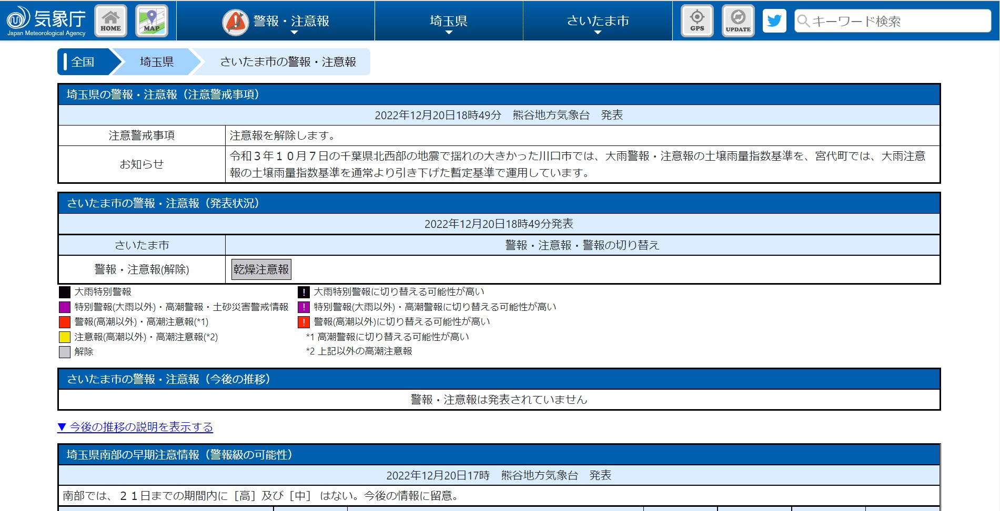 気象庁
Japan Meteorological Agency
HOME
MAP
警報・注意報
埼玉県
さいたま市
GPS
UPDATE
キーワード検索
全国
埼玉県
さいたま市の警報・注意報
埼玉県の警報・注意報（注意警戒事項）
2022年12月20日18時49分　熊谷地方気象台　発表
注意警戒事項
注意報を解除します。
お知らせ
令和３年１０月７日の千葉県北西部の地震で揺れの大きかった川口市では、大雨警報・注意報の土壌雨量指数基準を、宮代町では、大雨注意
報の土壌雨量指数基準を通常より引き下げた暫定基準で運用しています。
さいたま市の警報・注意報（発表状況）
2022年12月20日18時49分発表
さいたま市
警報・注意報・警報の切り替え
警報・注意報(解除)
乾燥注意報
大雨特別警報
! 大雨特別警報に切り替える可能性が高い
特別警報(大雨以外)・高潮警報・土砂災害警戒情報
! 特別警報(大雨以外)・高潮警報に切り替える可能性が高い
警報(高潮以外)・高潮注意報(*1)
! 警報(高潮以外)に切り替える可能性が高い
注意報(高潮以外)・高潮注意報(*2)
*1 高潮警報に切り替える可能性が高い
解除
*2 上記以外の高潮注意報
さいたま市の警報・注意報（今後の推移）
警報・注意報は発表されていません
▼ 今後の推移の説明を表示する
埼玉県南部の早期注意情報（警報級の可能性）
2022年12月20日17時　熊谷地方気象台　発表
南部では、２１日までの期間内に［高］及び［中］ はない。今後の情報に留意。